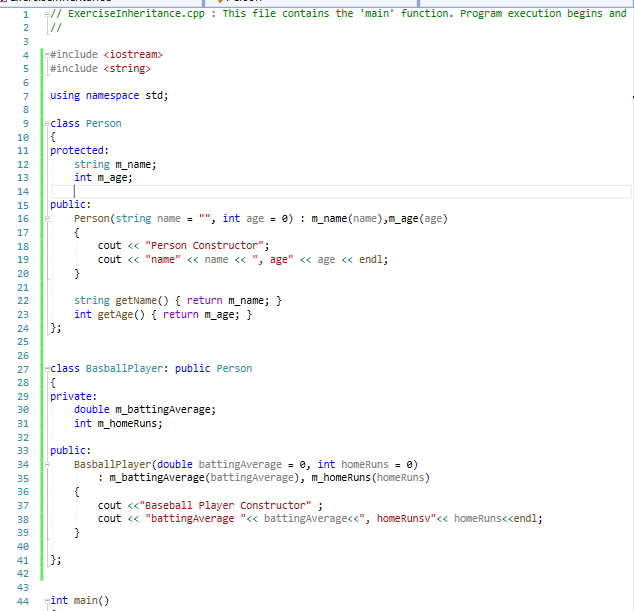 1 // ExerciseInheritance.cpp : This file contains the 'main' function. Program execution begins and
2 //
3
4 #include <iostream>
5 #include <string>
6
7 using namespace std;
8
9 class Person
10 {
11 protected:
12 string m_name;
13 int m_age;
14
15 public:
16 Person(string name = "", int age = 0) : m_name(name),m_age(age)
17 {
18 cout << "Person Constructor";
19 cout << "name" << name << ", age" << age << endl;
20 }
21
22 string getName() { return m_name; }
23 int getAge() { return m_age; }
24 };
25
26
27 class BasballPlayer: public Person
28 {
29 private:
30 double m_battingAverage;
31 int m_homeRuns;
32
33 public:
34 BasballPlayer(double battingAverage = 0, int homeRuns = 0)
35 : m_battingAverage(battingAverage), m_homeRuns(homeRuns)
36 {
37 cout <<"Baseball Player Constructor" ;
38 cout << "battingAverage "<< battingAverage<<", homeRunsv"<< homeRuns<<endl;
39 }
40
41 };
42
43
44 int main()